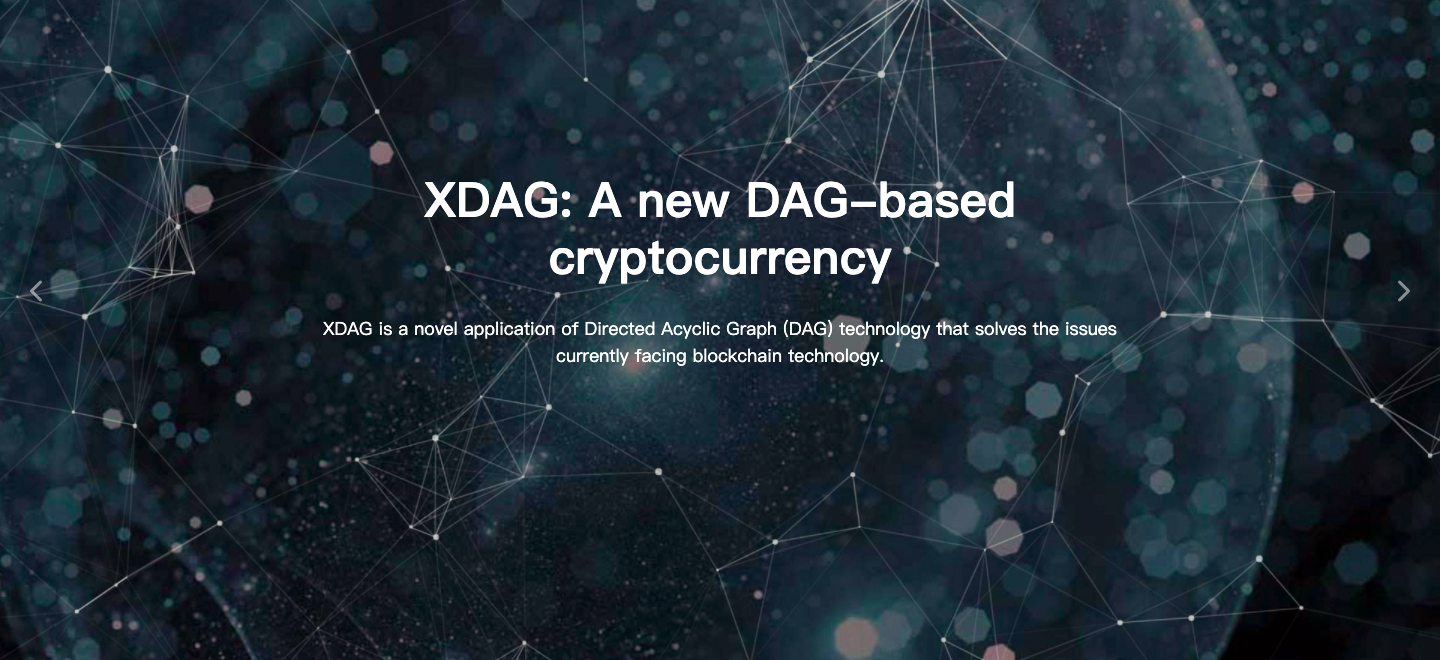 XDAG: A new DAG–based
cryptocurrency
XDAG is a novel application of Directed Acyclic Graph (DAG) technology that solves the issues
currently facing blockchain technology.